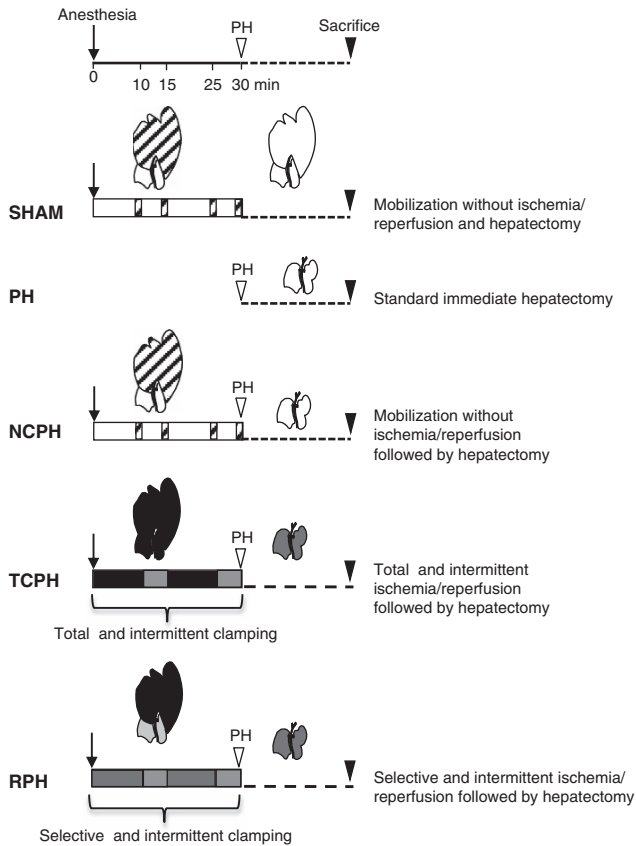 Anesthesia
PH
Sacrifice
0
10
15
25
30 min
SHAM
Mobilization without ischemia/
reperfusion and hepatectomy
PH
PH
Standard immediate hepatectomy
NCPH
PH
Mobilization without
ischemia/reperfusion
followed by hepatectomy
TCPH
PH
Total and intermittent
ischemia/reperfusion
followed by hepatectomy
Total and intermittent clamping
RPH
PH
Selective and intermittent ischemia/
reperfusion followed by hepatectomy
Selective and intermittent clamping